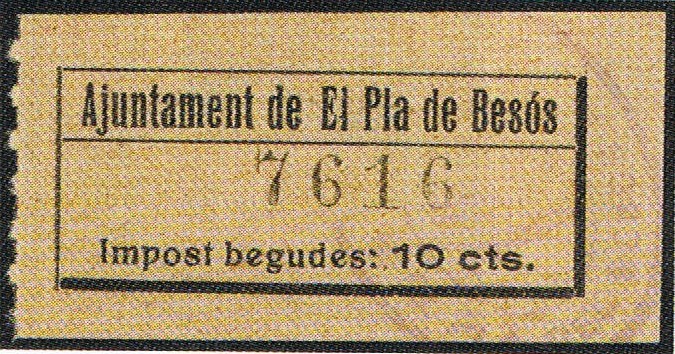 Ajuntament de El Pla de Besós
7616
Impost begudes: 10 cts.